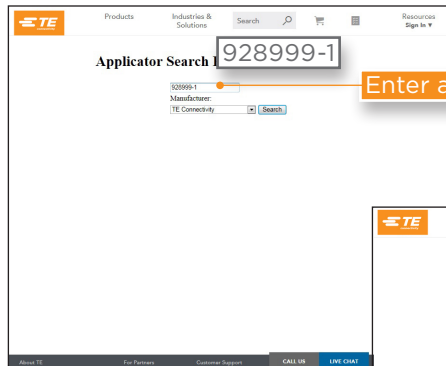 TE
Products
Industries &
Solutions
Search
Resources
Sign In
928999-1
Applicator Search
Enter a
928999-1
Manufacturer:
TE Connectivity
Search
TE
About TE
For Partners
Customer Support
CALL US
LIVE CHAT